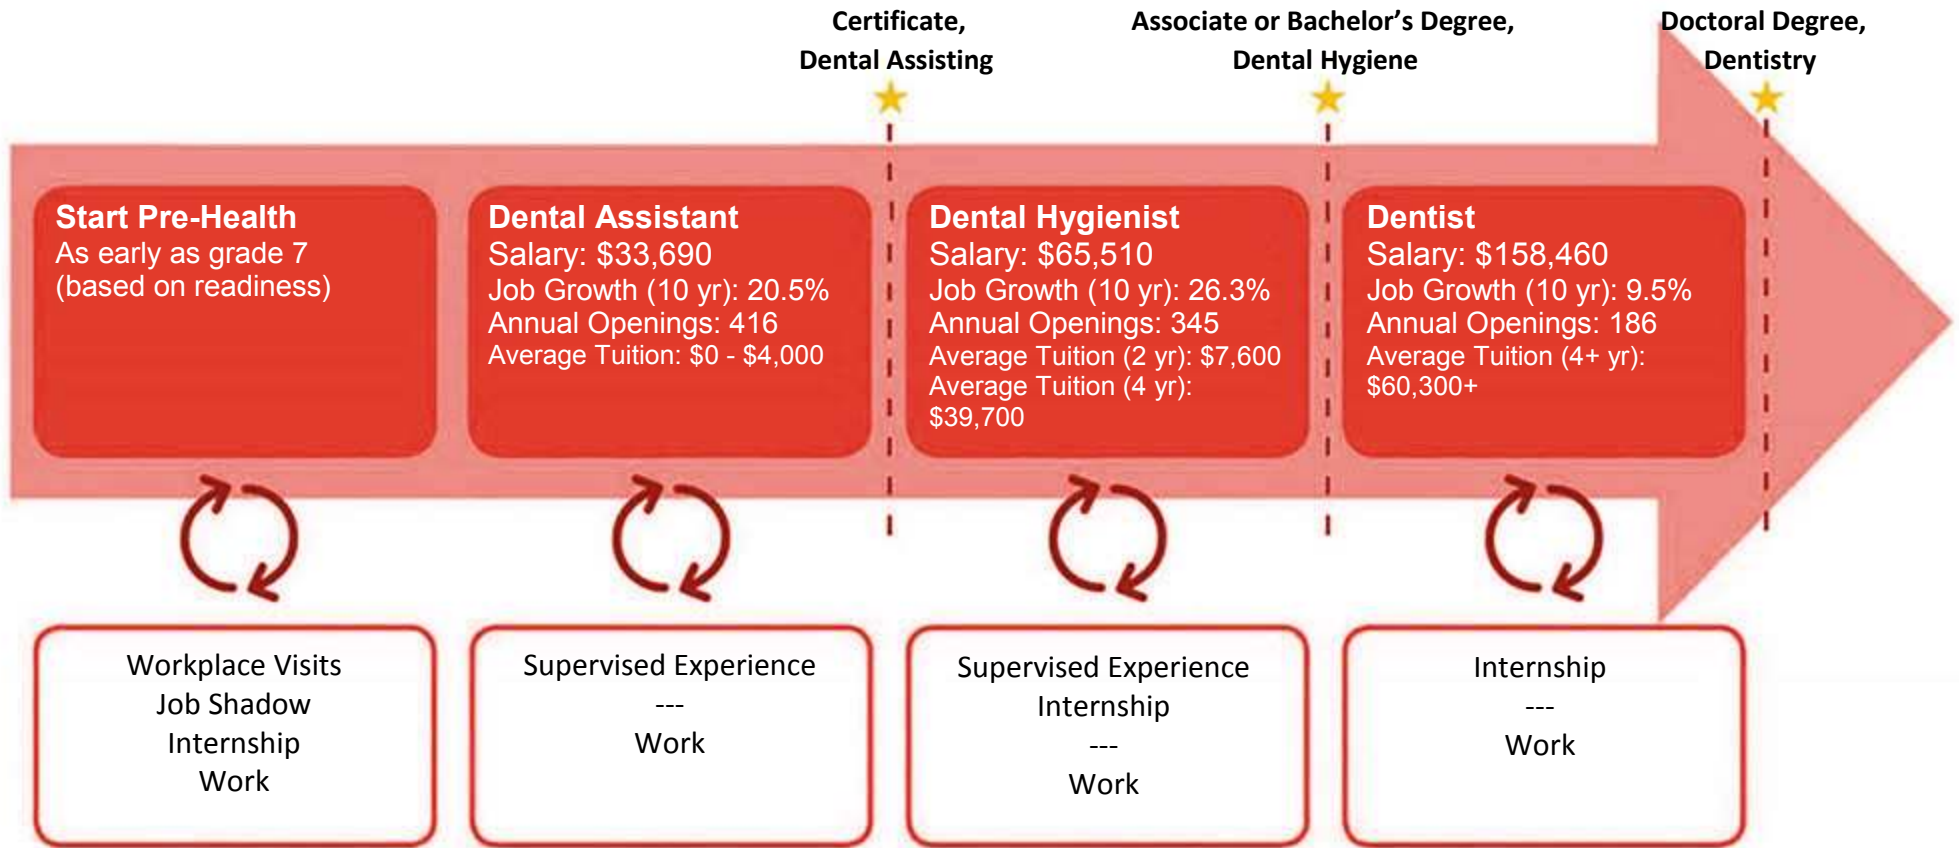 Certificate,
Dental Assisting
Associate or Bachelor’s Degree,
Dental Hygiene
Doctoral Degree,
Dentistry
Start Pre-Health
As early as grade 7
(based on readiness)
Dental Assistant
Salary: $33,690
Job Growth (10 yr): 20.5%
Annual Openings: 416
Average Tuition: $0 - $4,000
Dental Hygienist
Salary: $65,510
Job Growth (10 yr): 26.3%
Annual Openings: 345
Average Tuition (2 yr): $7,600
Average Tuition (4 yr):
$39,700
Dentist
Salary: $158,460
Job Growth (10 yr): 9.5%
Annual Openings: 186
Average Tuition (4+ yr):
$60,300+
Workplace Visits
Job Shadow
Internship
Work
Supervised Experience
---
Work
Supervised Experience
Internship
---
Work
Internship
---
Work